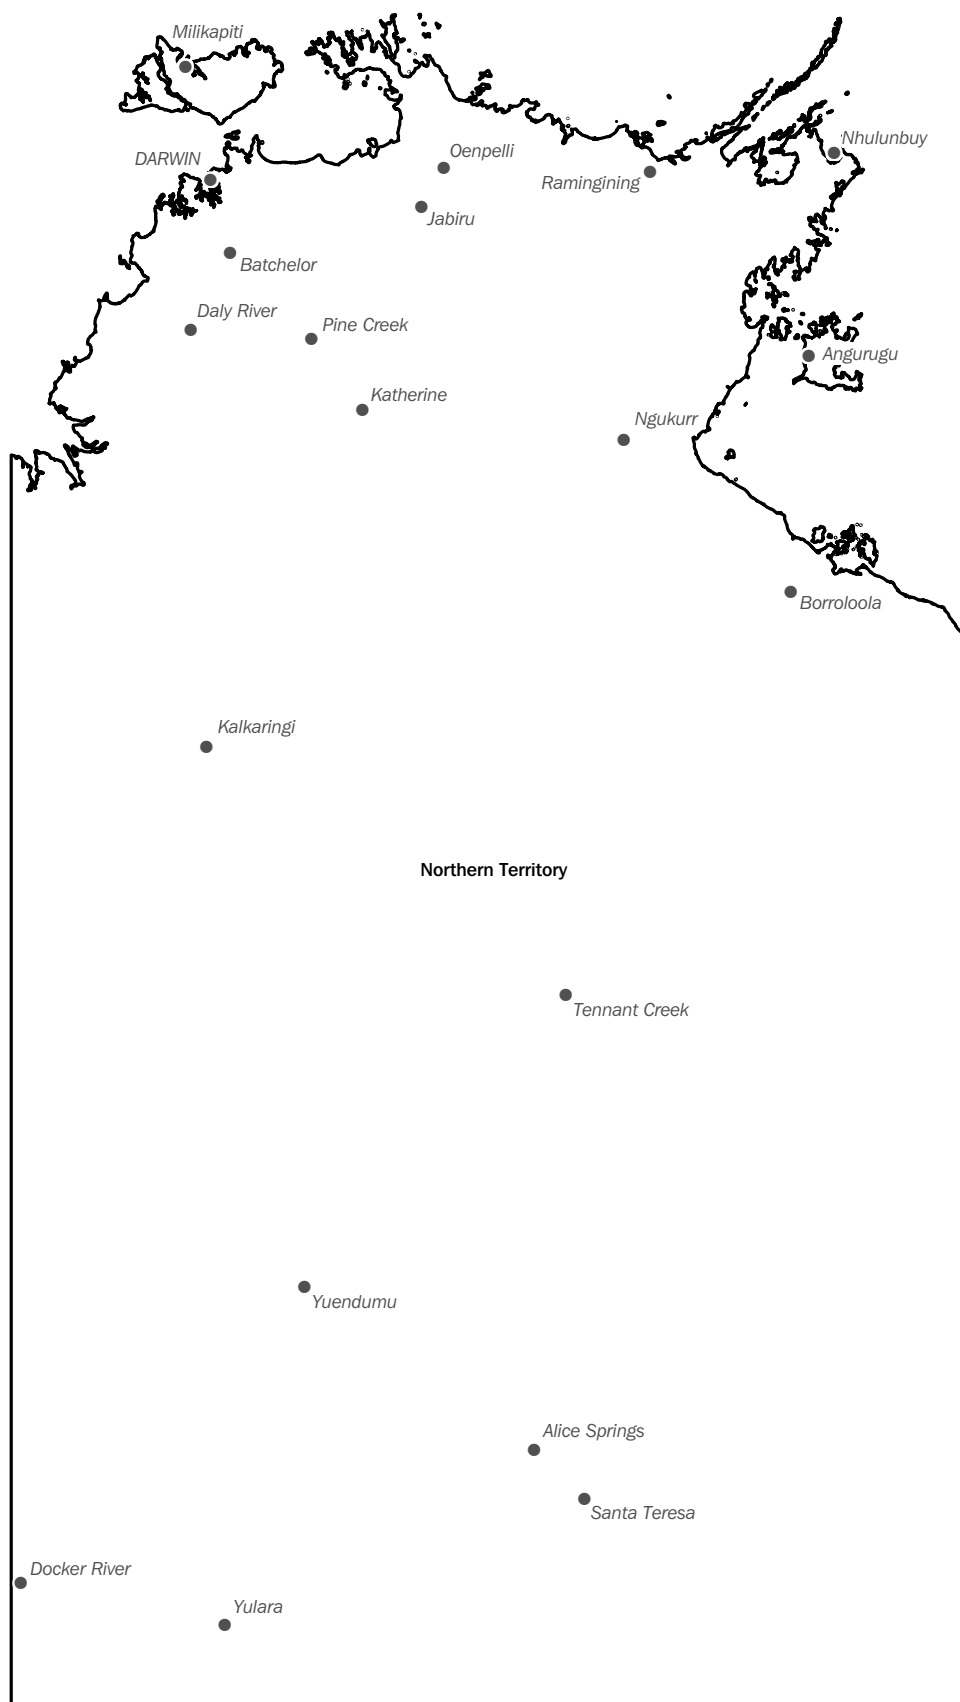 Milikapiti
Nhulunbuy
Oenpelli
DARWIN
Ramingining
Jabiru
Batchelor
Daly River
Pine Creek
Angurugu
Katherine
Ngukurr
Borroloola
Kalkaringi
Northern Territory
Tennant Creek
Yuendumu
Alice Springs
Santa Teresa
Docker River
Yulara